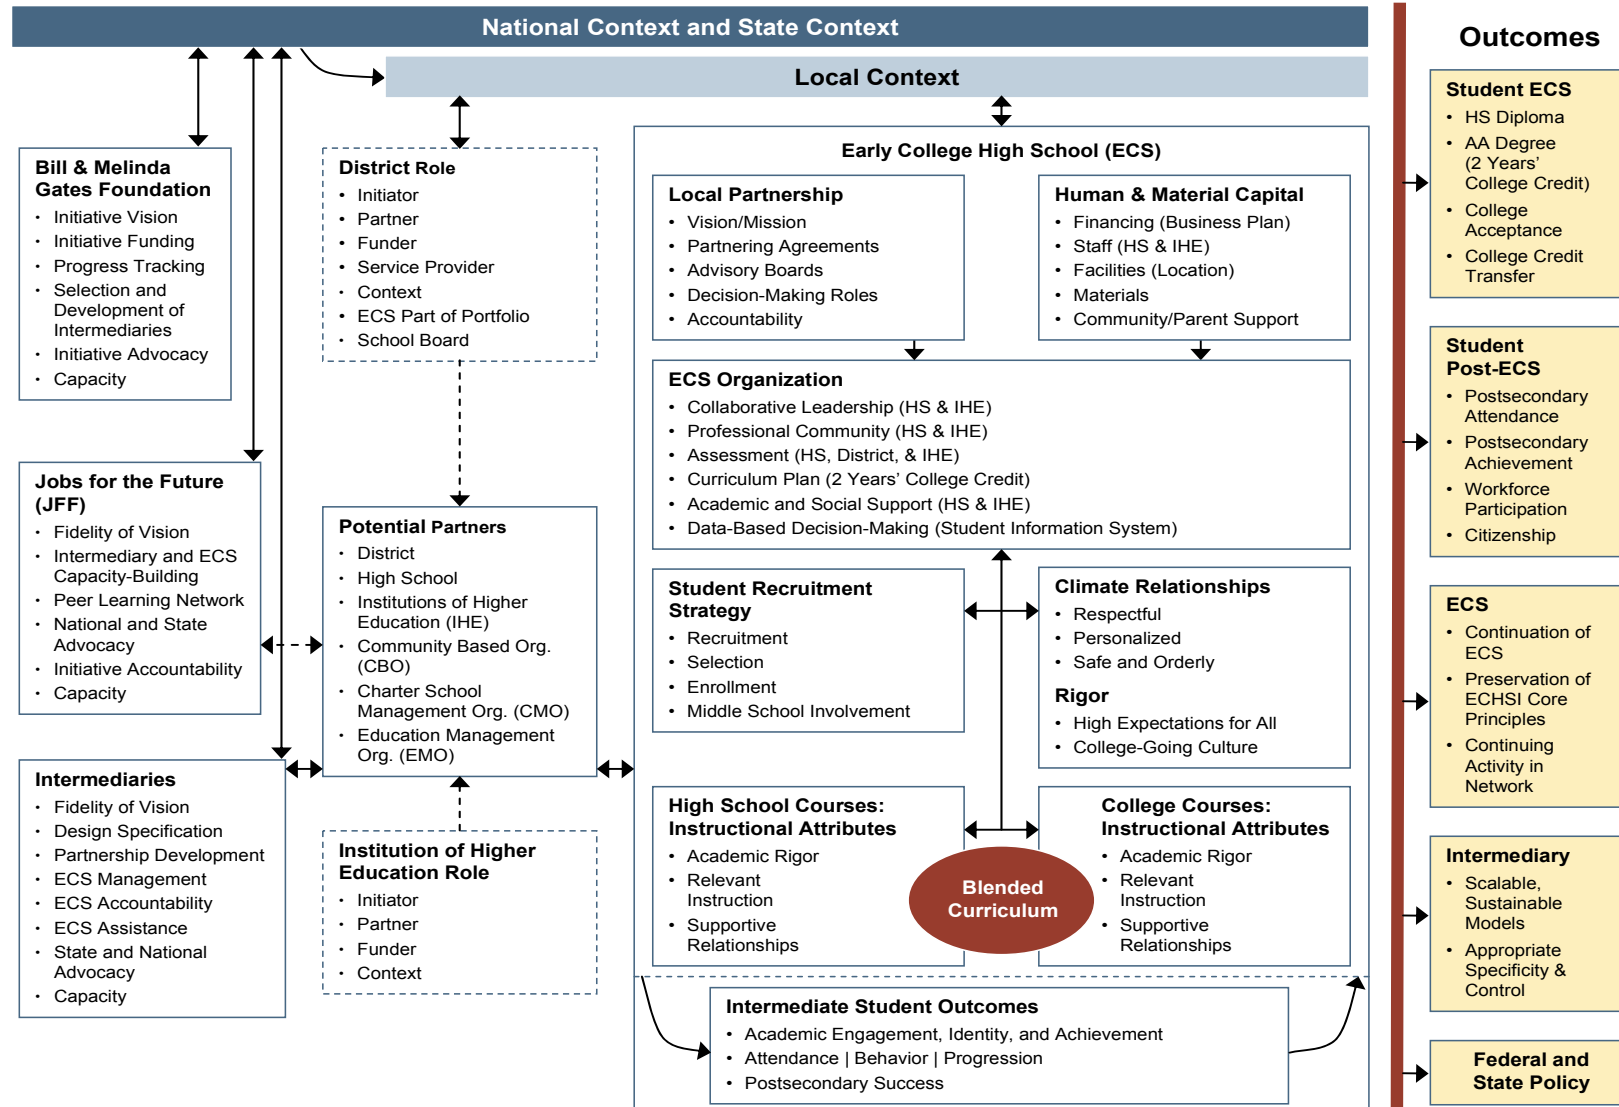 National Context and State Context
Local Context
Bill & Melinda
Gates Foundation
• Initiative Vision
• Initiative Funding
• Progress Tracking
• Selection and
Development of
Intermediaries
• Initiative Advocacy
• Capacity
Jobs for the Future
(JFF)
• Fidelity of Vision
• Intermediary and ECS
Capacity-Building
• Peer Learning Network
• National and State
Advocacy
• Initiative Accountability
• Capacity
Intermediaries
• Fidelity of Vision
• Design Specification
• Partnership Development
• ECS Management
• ECS Accountability
• ECS Assistance
• State and National
Advocacy
• Capacity
District Role
• Initiator
• Partner
• Funder
• Service Provider
• Context
• ECS Part of Portfolio
• School Board
Potential Partners
• District
• High School
• Institutions of Higher
Education (IHE)
• Community Based Org.
(CBO)
• Charter School
Management Org. (CMO)
• Education Management
Org. (EMO)
Institution of Higher
Education Role
• Initiator
• Partner
• Funder
• Context
Early College High School (ECS)
Local Partnership
• Vision/Mission
• Partnering Agreements
• Advisory Boards
• Decision-Making Roles
• Accountability
Human & Material Capital
• Financing (Business Plan)
• Staff (HS & IHE)
• Facilities (Location)
• Materials
• Community/Parent Support
ECS Organization
• Collaborative Leadership (HS & IHE)
• Professional Community (HS & IHE)
• Assessment (HS, District, & IHE)
• Curriculum Plan (2 Years' College Credit)
• Academic and Social Support (HS & IHE)
• Data-Based Decision-Making (Student Information System)
Student Recruitment
Strategy
• Recruitment
• Selection
• Enrollment
• Middle School Involvement
Climate Relationships
• Respectful
• Personalized
• Safe and Orderly
Rigor
• High Expectations for All
• College-Going Culture
High School Courses:
Instructional Attributes
• Academic Rigor
• Relevant
Instruction
• Supportive
Relationships
Blended
Curriculum
College Courses:
Instructional Attributes
• Academic Rigor
• Relevant
Instruction
• Supportive
Relationships
Intermediate Student Outcomes
• Academic Engagement, Identity, and Achievement
• Attendance | Behavior | Progression
• Postsecondary Success
Outcomes
Student ECS
• HS Diploma
• AA Degree
(2 Years'
College Credit)
• College
Acceptance
• College Credit
Transfer
Student
Post-ECS
• Postsecondary
Attendance
• Postsecondary
Achievement
• Workforce
Participation
• Citizenship
ECS
• Continuation of
ECS
• Preservation of
ECHSI Core
Principles
• Continuing
Activity in
Network
Intermediary
• Scalable,
Sustainable
Models
• Appropriate
Specificity &
Control
Federal and
State Policy